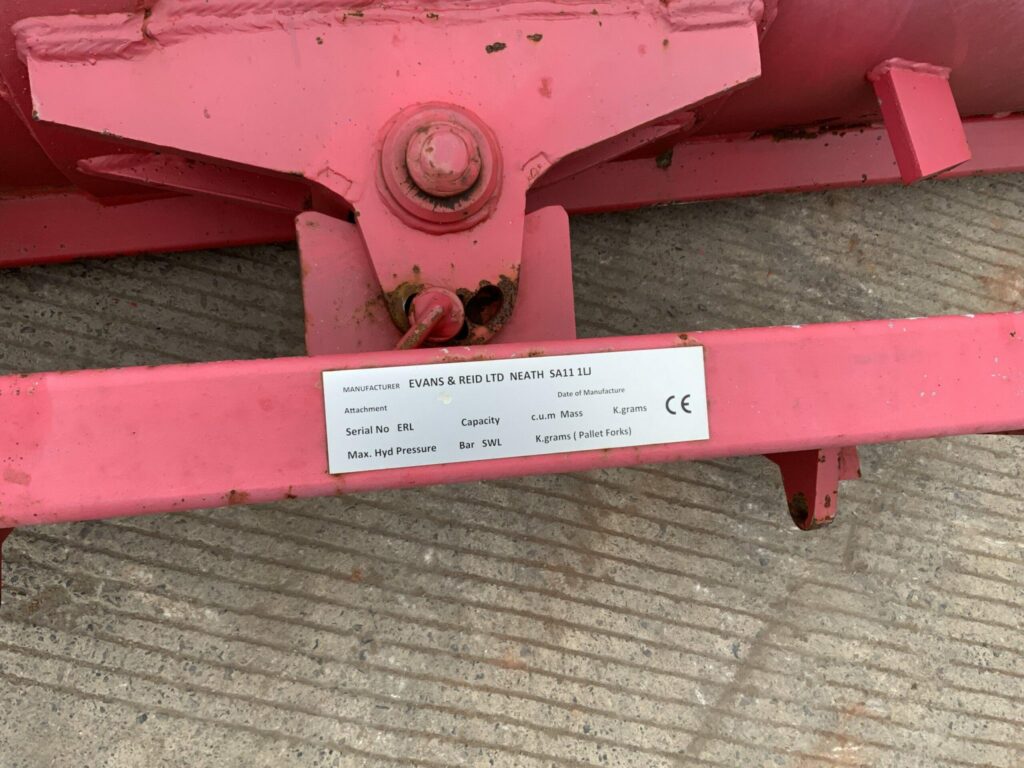 MANUFACTURER EVANS & REID LTD NEATH SA11 1LJ
Attachment Date of Manufacture
Serial No ERL Capacity c.u.m Mass K.grams CE
Max. Hyd Pressure Bar SWL K.grams ( Pallet Forks)